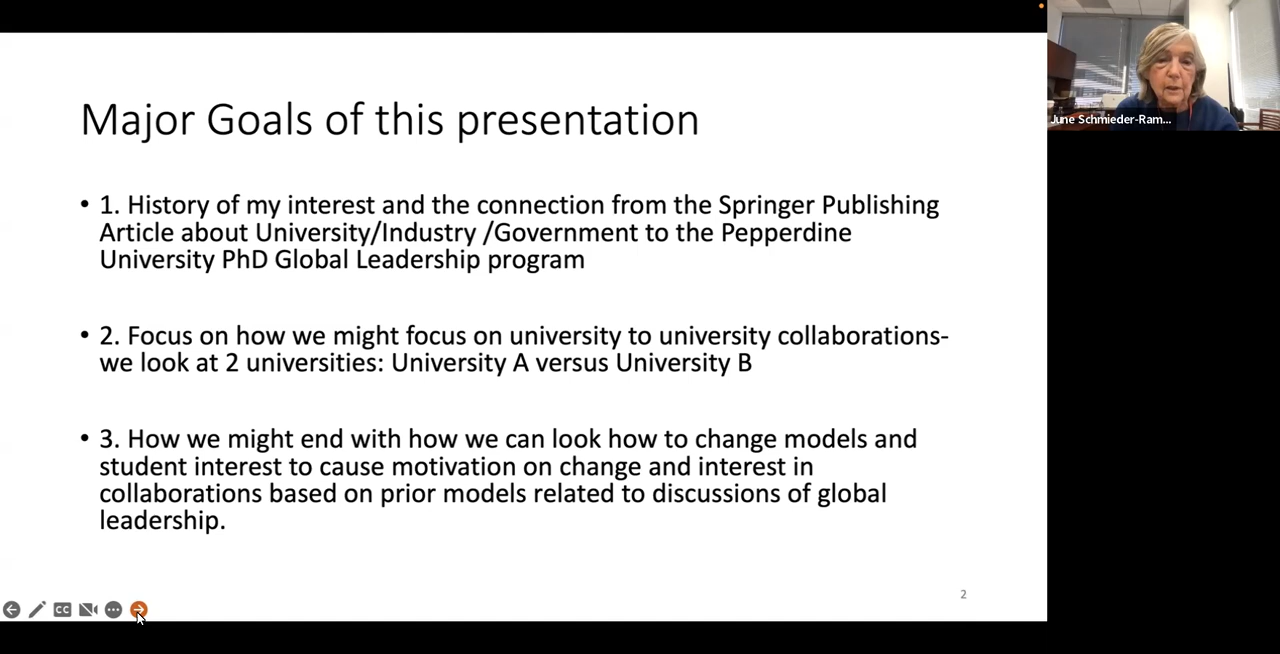 Major Goals of this presentation
• 1. History of my interest and the connection from the Springer Publishing
Article about University/Industry /Government to the Pepperdine
University PhD Global Leadership program
• 2. Focus on how we might focus on university to university collaborations-
we look at 2 universities: University A versus University B
• 3. How we might end with how we can look how to change models and
student interest to cause motivation on change and interest in
collaborations based on prior models related to discussions of global
leadership.
2
CC
June Schmieder-Ram...